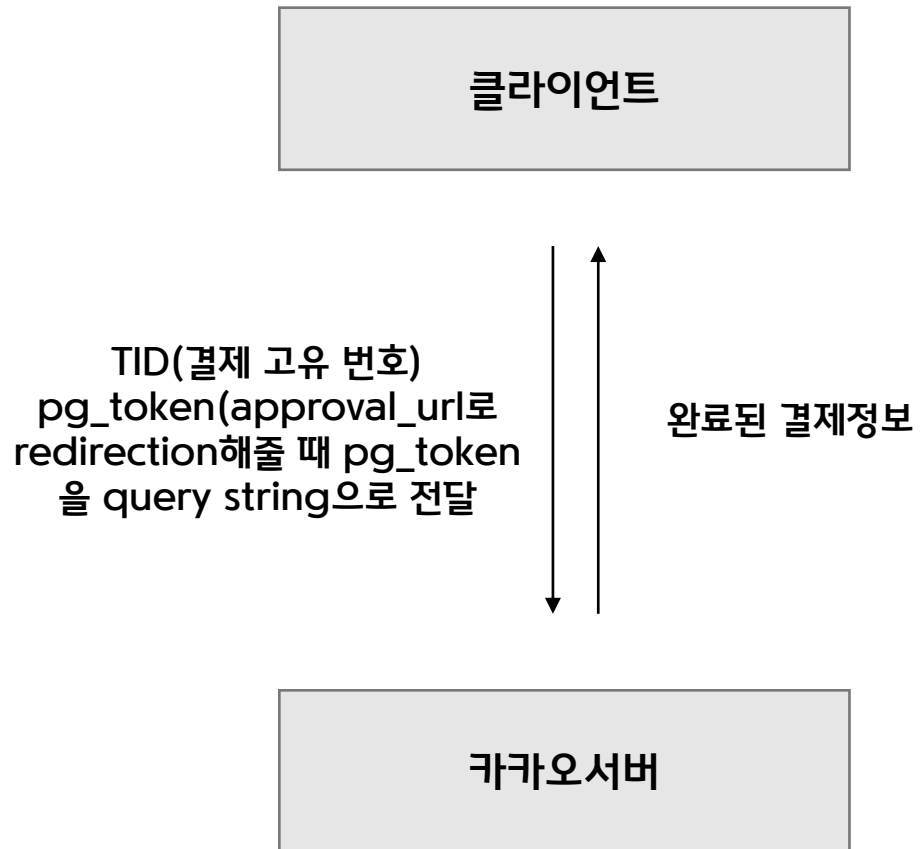 클라이언트
TID(결제 고유 번호)
pg_token(approval_url로
redirection해줄 때 pg_token
을 query string으로 전달
완료된 결제정보
카카오서버